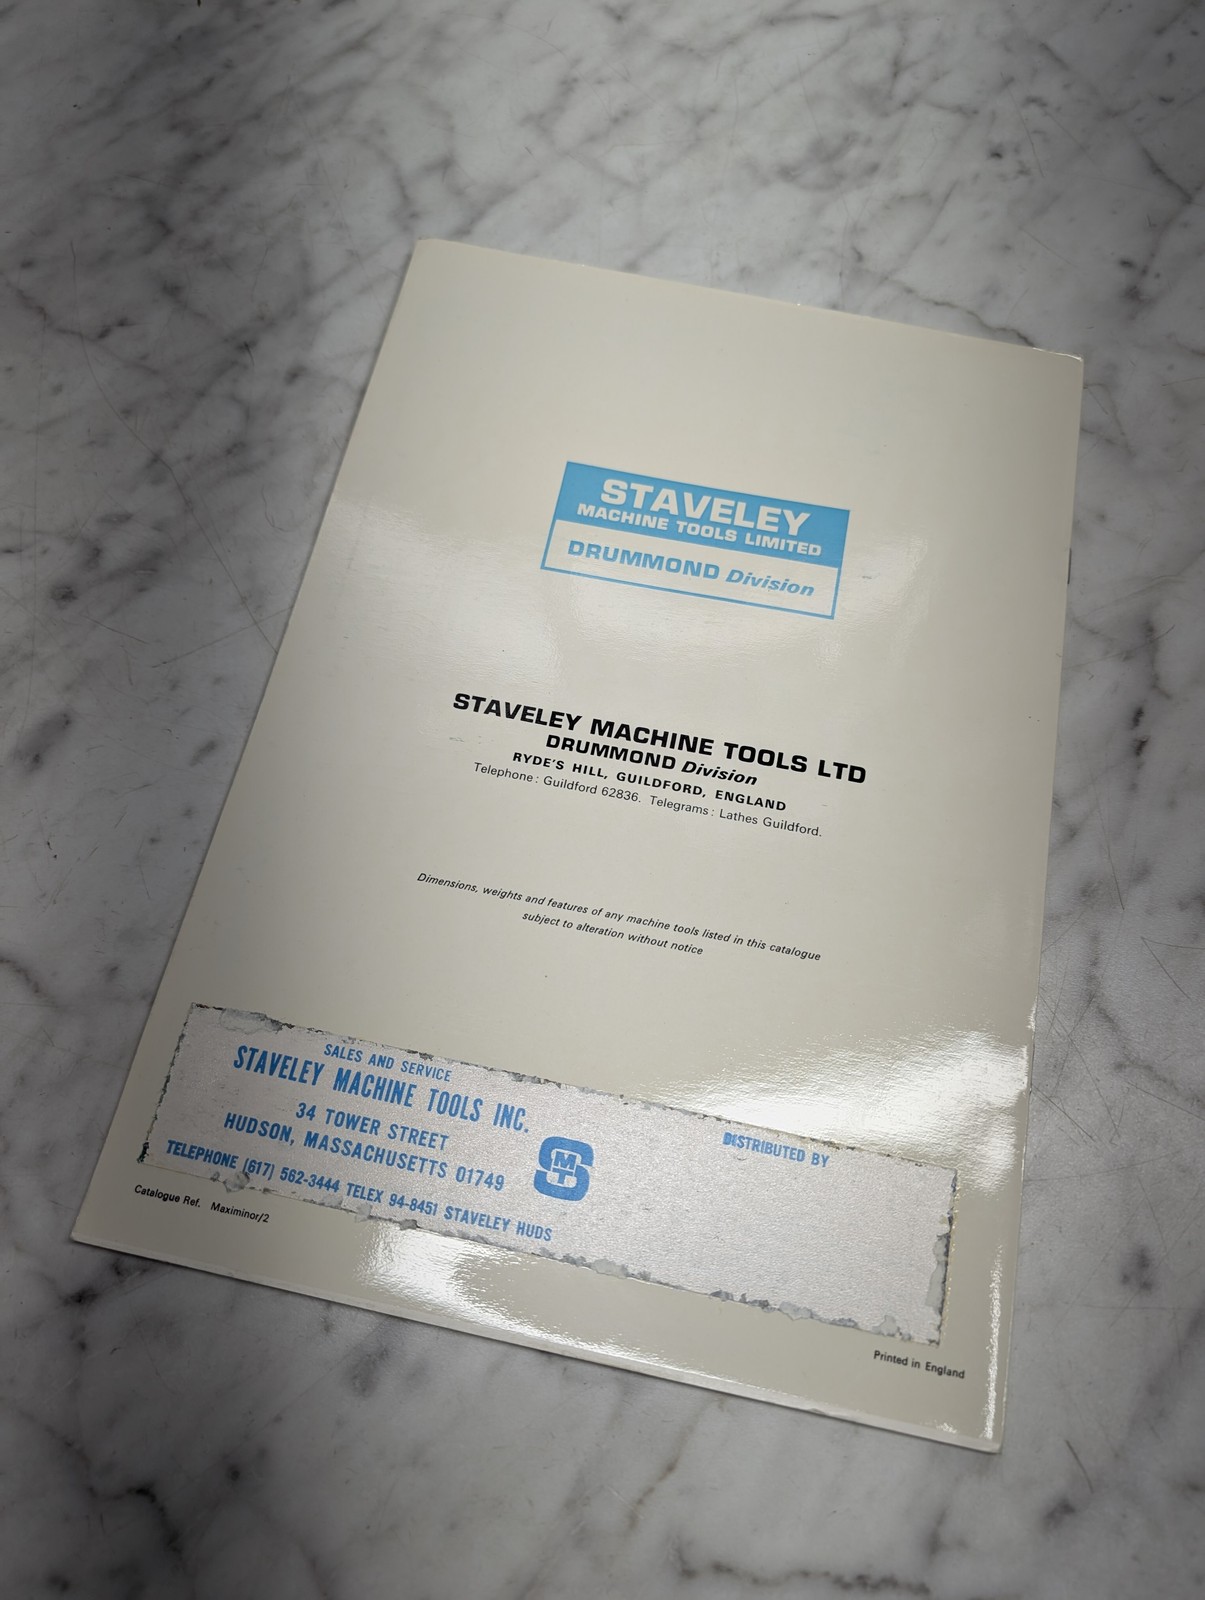 STAVELEY
MACHINE TOOLS LIMITED
DRUMMOND Division
STAVELEY MACHINE TOOLS LTD
DRUMMOND Division
RYDE'S HILL, GUILDFORD, ENGLAND
Telephone: Guildford 62836. Telegrams: Lathes Guildford.
Dimensions, weights and features of any machine tools listed in this catalogue
subject to alteration without notice
SALES AND SERVICE
STAVELEY MACHINE TOOLS INC.
34 TOWER STREET
HUDSON, MASSACHUSETTS 01749
TELEPHONE (617) 562-3444 TELEX 94-8451 STAVELEY HUDS
SMT
DISTRIBUTED BY
Catalogue Ref. Maximinor/2
Printed in England